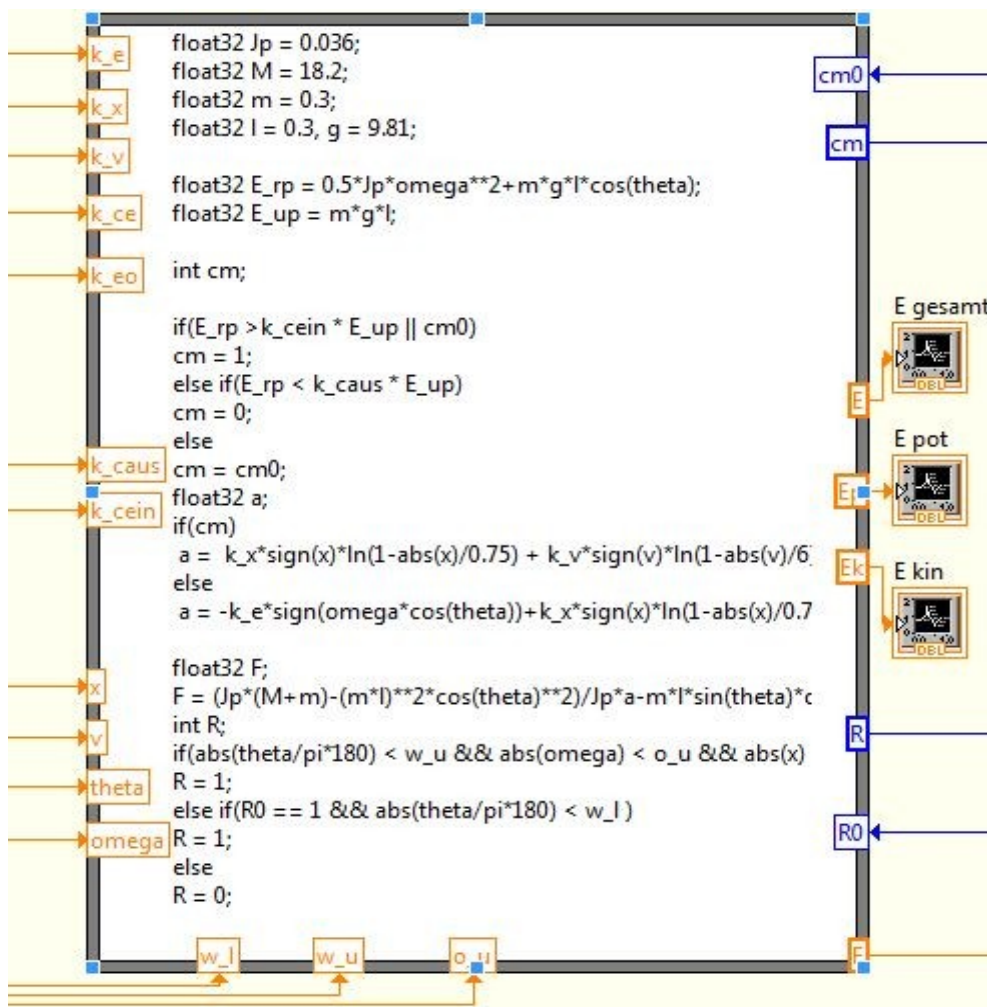 k_e
k_x
k_v
k_ce
k_eo
k_caus
k_cein
x
v
theta
omega
float32 Jp = 0.036;
float32 M = 18.2;
float32 m = 0.3;
float32 l = 0.3, g = 9.81;
float32 E_rp = 0.5*Jp*omega**2+m*g*l*cos(theta);
float32 E_up = m*g*l;
int cm;
if(E_rp >k_cein * E_up || cm0)
cm = 1;
else if(E_rp < k_caus * E_up)
cm = 0;
else
cm = cm0;
float32 a;
if(cm)
a =  k_x*sign(x)*ln(1-abs(x)/0.75) + k_v*sign(v)*ln(1-abs(v)/6)
else
a = -k_e*sign(omega*cos(theta))+k_x*sign(x)*ln(1-abs(x)/0.7
float32 F;
F = (Jp*(M+m)-(m*l)**2*cos(theta)**2)/Jp*a-m*l*sin(theta)*c
int R;
if(abs(theta/pi*180) < w_u && abs(omega) < o_u && abs(x)
R = 1;
else if(R0 == 1 && abs(theta/pi*180) < w_l )
R = 1;
else
R = 0;
w_l
w_u
o_u
cm0
cm
E
Ek
R
R0
F
E gesamt
DBL
E pot
DBL
E kin
DBL